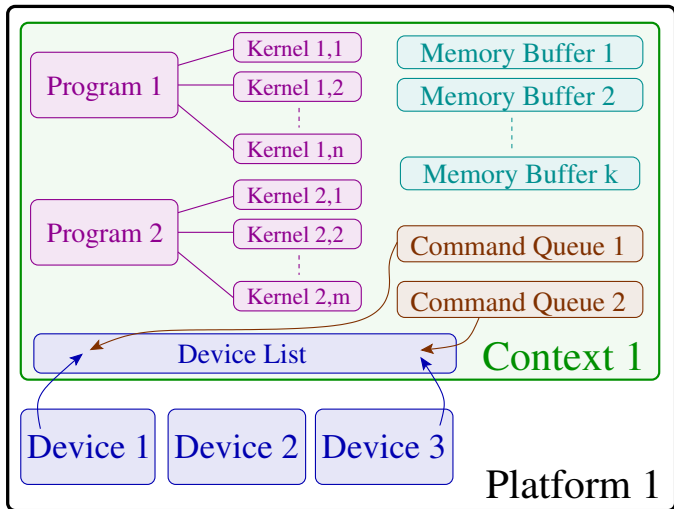 Program 1
Kernel 1,1
Kernel 1,2
Kernel 1,n
Program 2
Kernel 2,1
Kernel 2,2
Kernel 2,m
Memory Buffer 1
Memory Buffer 2
Memory Buffer k
Command Queue 1
Command Queue 2
Device List
Context 1
Device 1
Device 2
Device 3
Platform 1